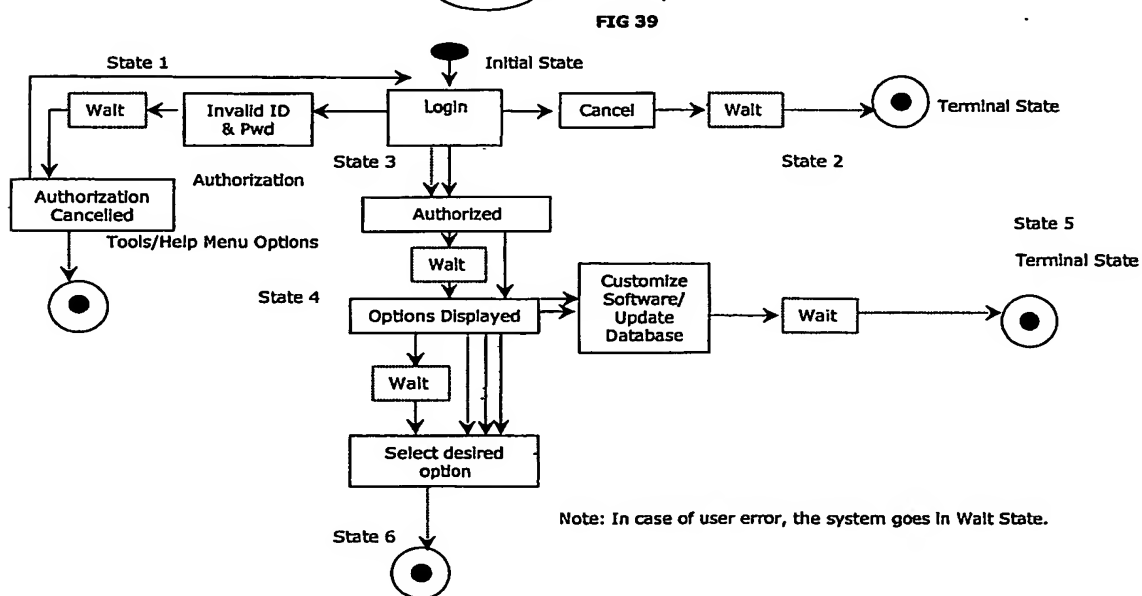 FIG 39
State 1
Initial State
Wait
Invalid ID
& Pwd
Login
Cancel
Wait
Terminal State
State 3
State 2
Authorization
Authorization
Cancelled
Authorized
Tools/Help Menu Options
State 5
Wait
Terminal State
State 4
Options Displayed
Customize
Software/
Update
Database
Wait
Wait
Select desired
option
Note: In case of user error, the system goes in Wait State.
State 6